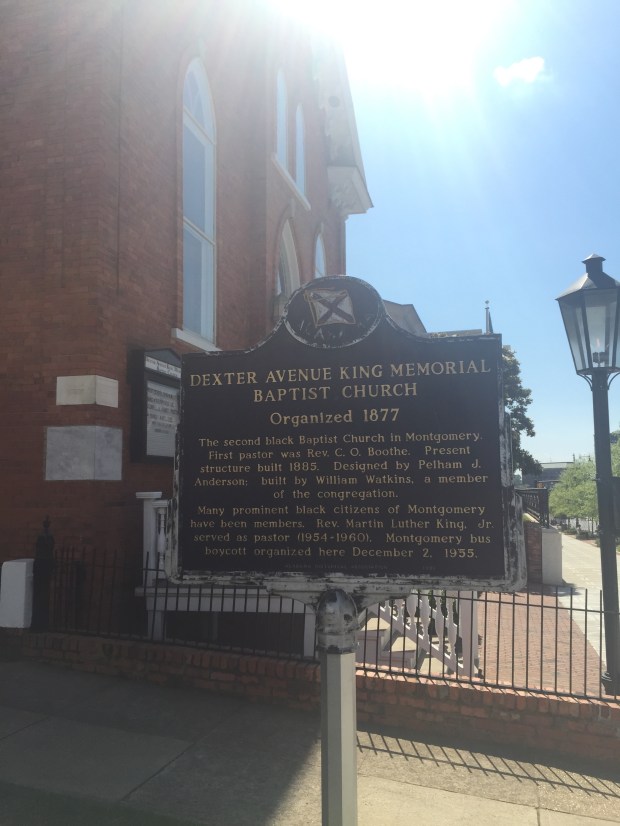 DEXTER AVENUE KING MEMORIAL
BAPTIST CHURCH
Organized 1877
The second black Baptist Church in Montgomery.
First pastor was Rev. C. O. Boothe. Present
structure built 1885. Designed by Pelham J.
Anderson; built by William Watkins, a member
of the congregation.
Many prominent black citizens of Montgomery
have been members. Rev. Martin Luther King, Jr.
served as pastor (1954-1960). Montgomery bus
boycott organized here December 2, 1955.